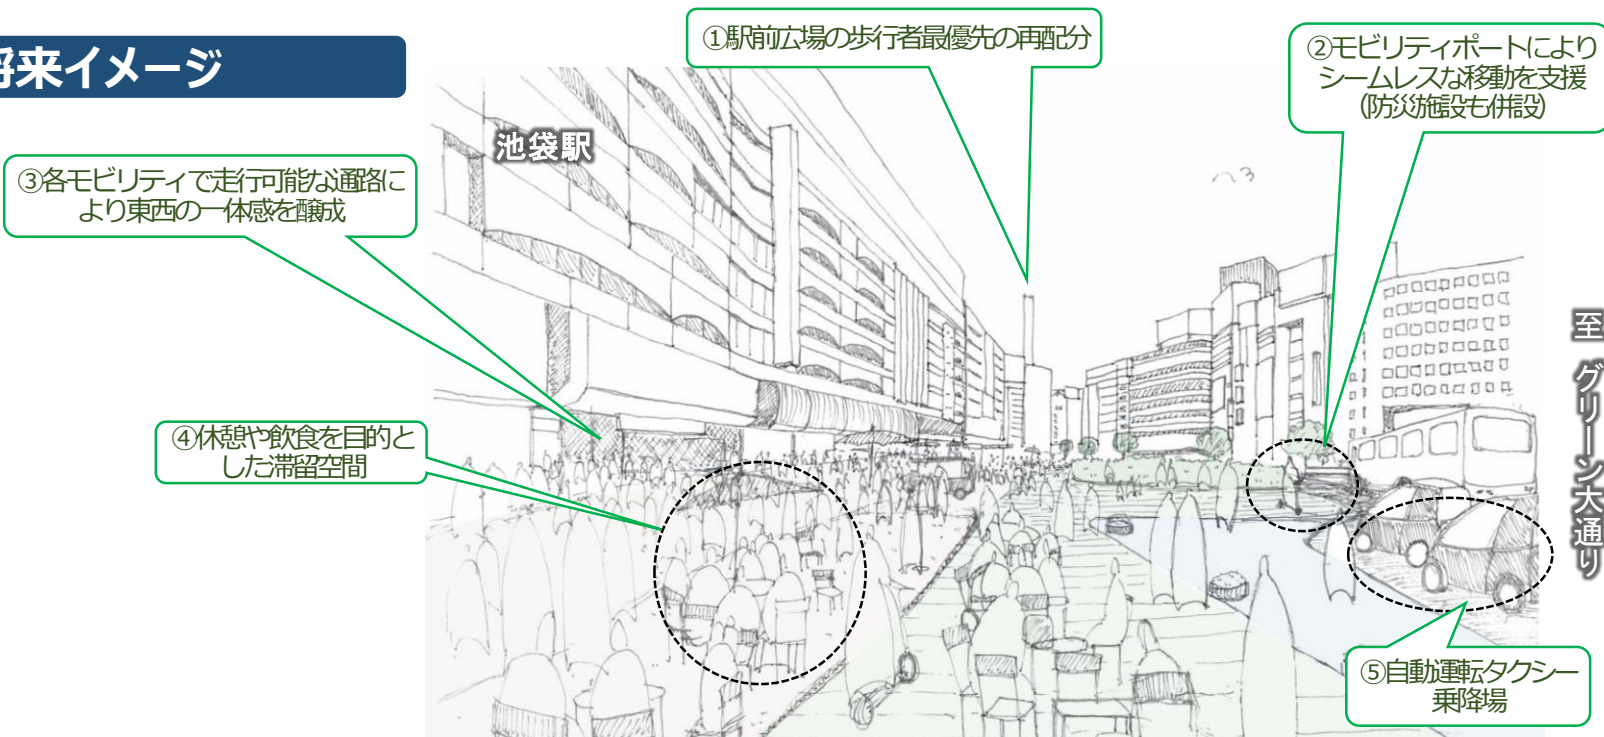 将来イメージ
①駅前広場の歩行者最優先の再配分
②モビリティポートにより
シームレスな移動を支援
(防災施設も併設)
池袋駅
③各モビリティで走行可能な通路に
より東西の一体感を醸成
④休憩や飲食を目的と
した滞留空間
至 グリーン大通り
⑤自動運転タクシー
乗降場